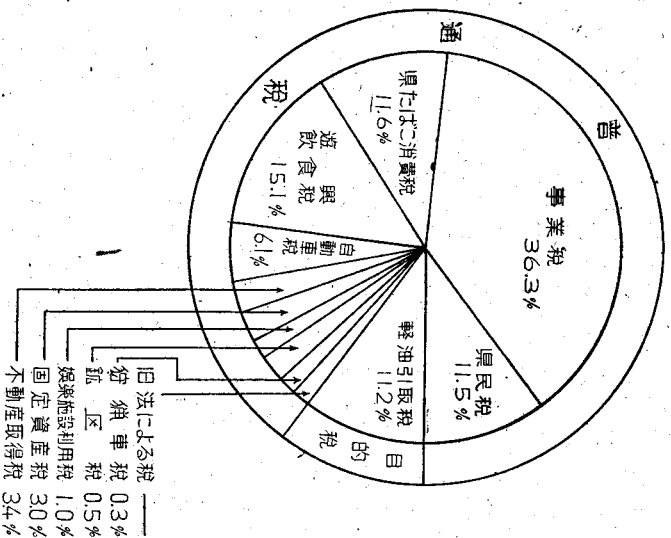 普通税
事業税
36.3%
県民税
11.5%
軽油引取税
11.2%
目的税
県たばこ消費税
11.6%
遊興
飲食税
15.1%
自動車
税
6.1%
旧法による税
狩猟車税 0.3%
鉱区税 0.5%
娯楽施設利用税 1.0%
固定資産税 3.0%
不動産取得税 3.4%